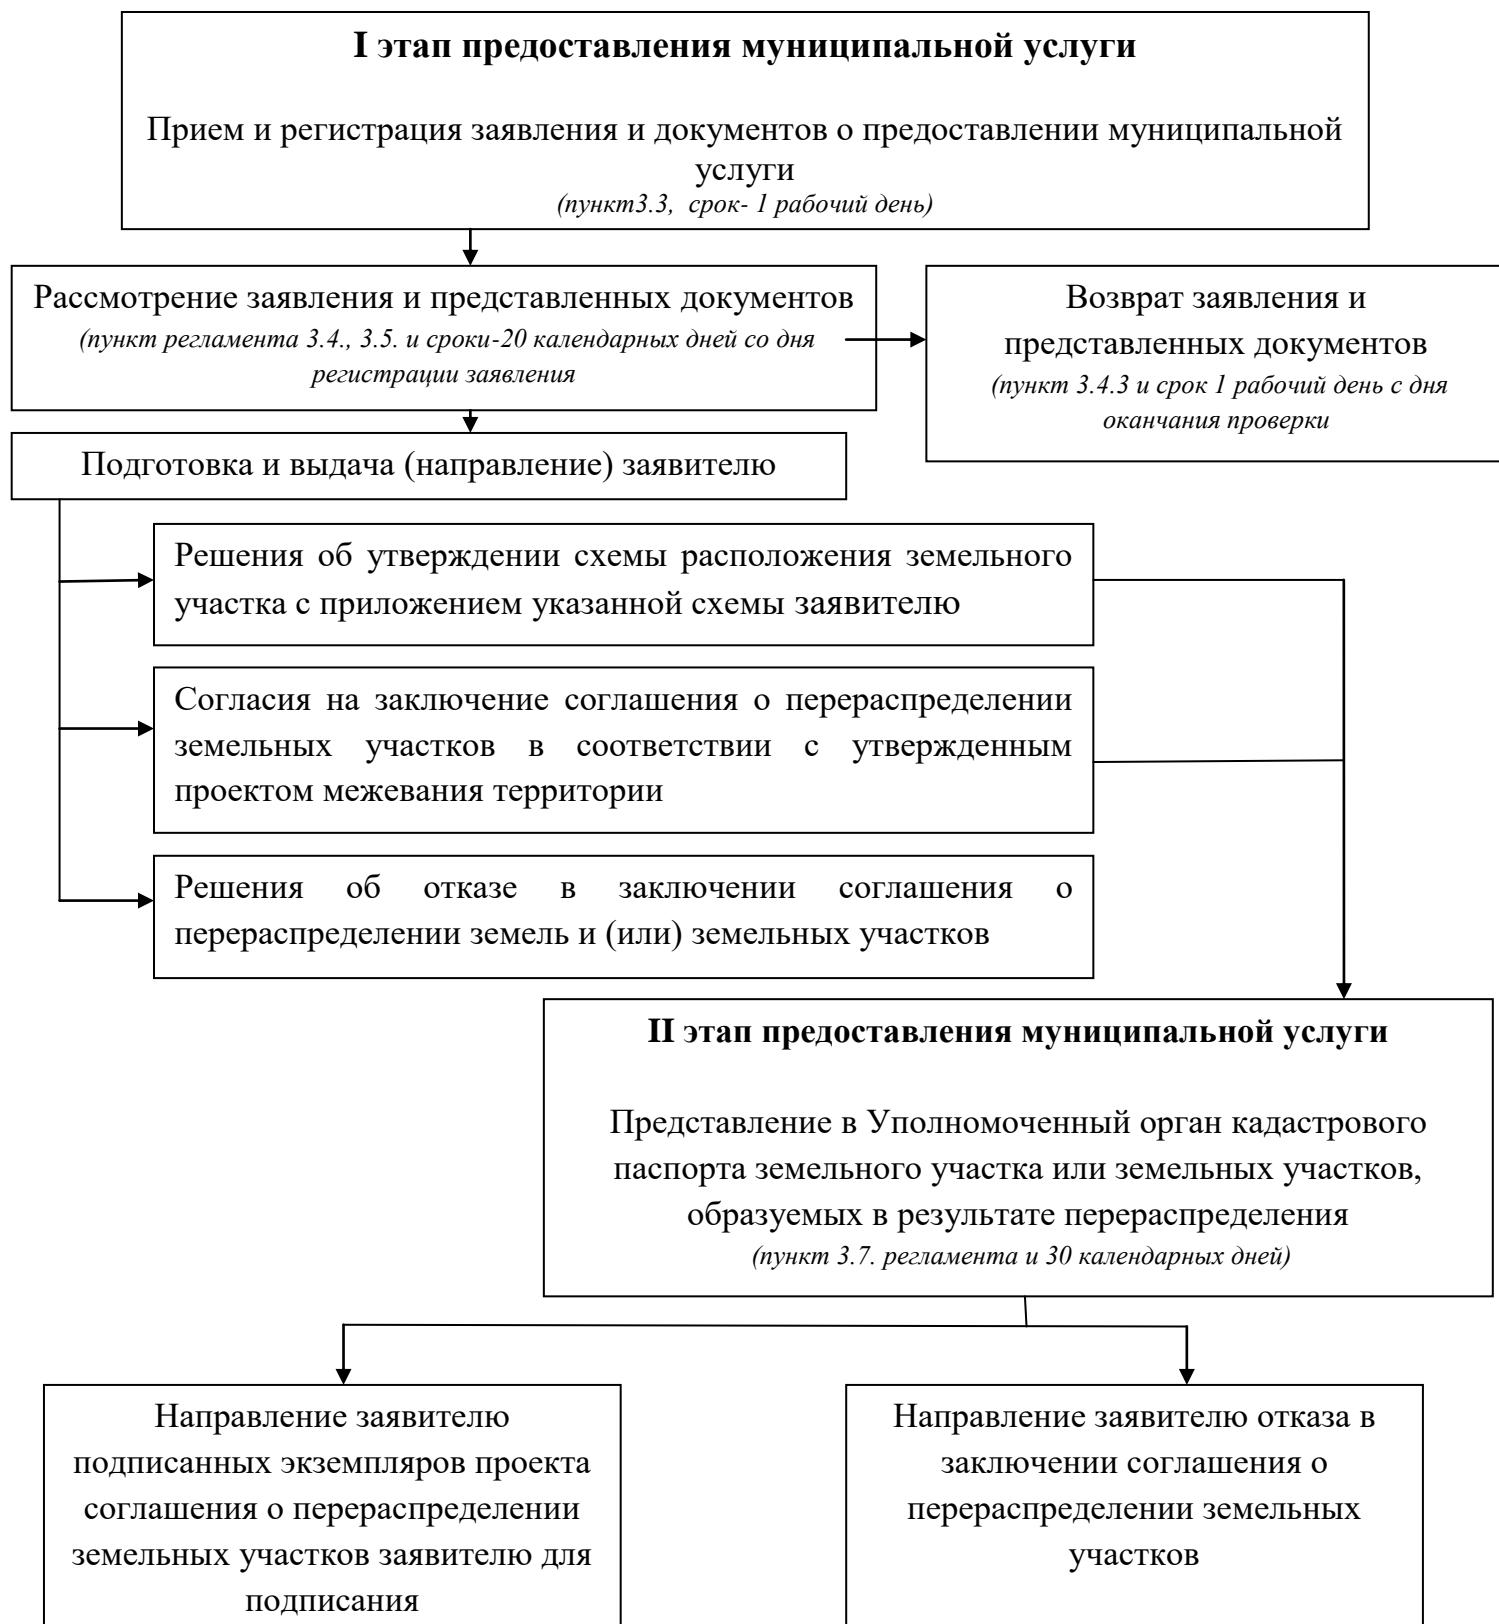 I этап предоставления муниципальной услуги
Прием и регистрация заявления и документов о предоставлении муниципальной
услуги
(пункт3.3, срок- 1 рабочий день)
Рассмотрение заявления и представленных документов
(пункт регламента 3.4., 3.5. и сроки-20 календарных дней со дня
регистрации заявления
Возврат заявления и
представленных документов
(пункт 3.4.3 и срок 1 рабочий день с дня
оканчания проверки
Подготовка и выдача (направление) заявителю
Решения об утверждении схемы расположения земельного
участка с приложением указанной схемы заявителю
Согласия на заключение соглашения о перераспределении
земельных участков в соответствии с утвержденным
проектом межевания территории
Решения об отказе в заключении соглашения о
перераспределении земель и (или) земельных участков
II этап предоставления муниципальной услуги
Представление в Уполномоченный орган кадастрового
паспорта земельного участка или земельных участков,
образуемых в результате перераспределения
(пункт 3.7. регламента и 30 календарных дней)
Направление заявителю
подписанных экземпляров проекта
соглашения о перераспределении
земельных участков заявителю для
подписания
Направление заявителю отказа в
заключении соглашения о
перераспределении земельных
участков